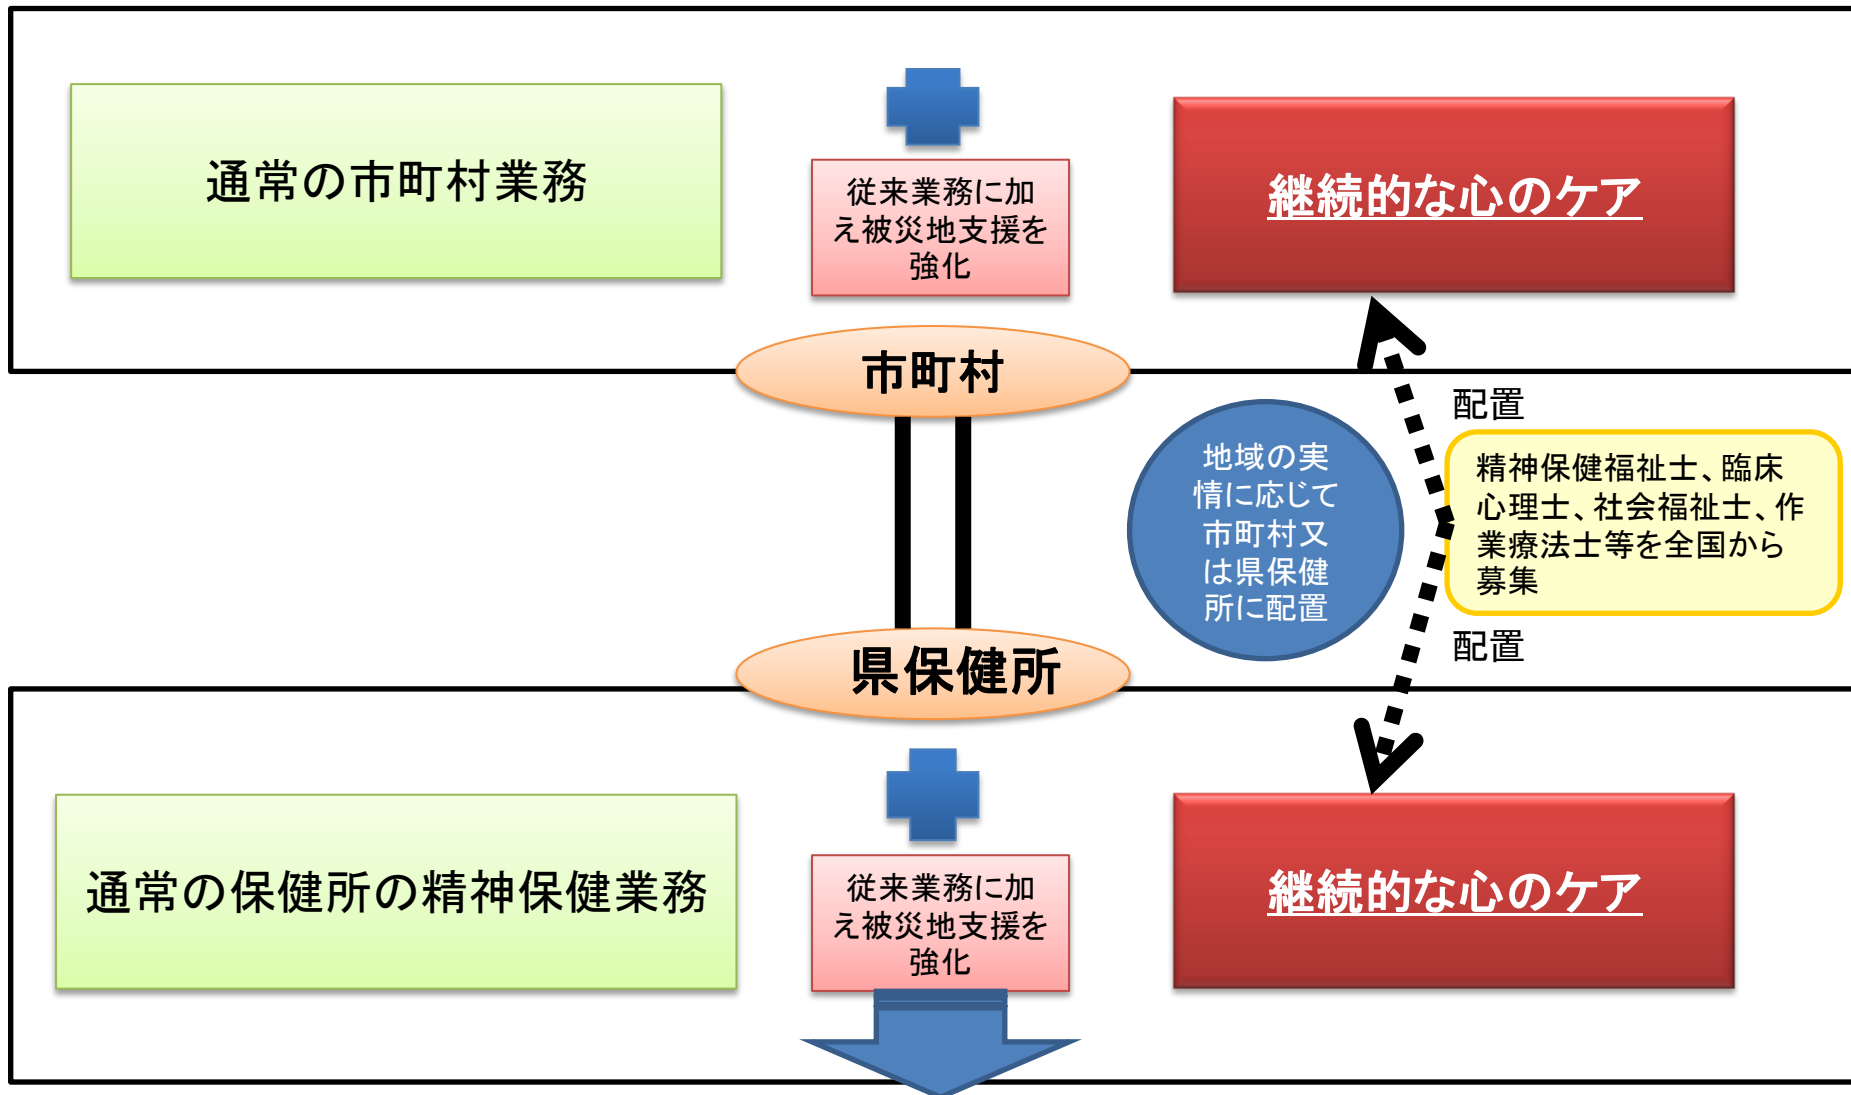 通常の市町村業務
従来業務に加
え被災地支援を
強化
継続的な心のケア
市町村
配置
地域の実
情に応じて
市町村又
は県保健
所に配置
精神保健福祉士、臨床
心理士、社会福祉士、作
業療法士等を全国から
募集
配置
県保健所
通常の保健所の精神保健業務
従来業務に加
え被災地支援を
強化
継続的な心のケア